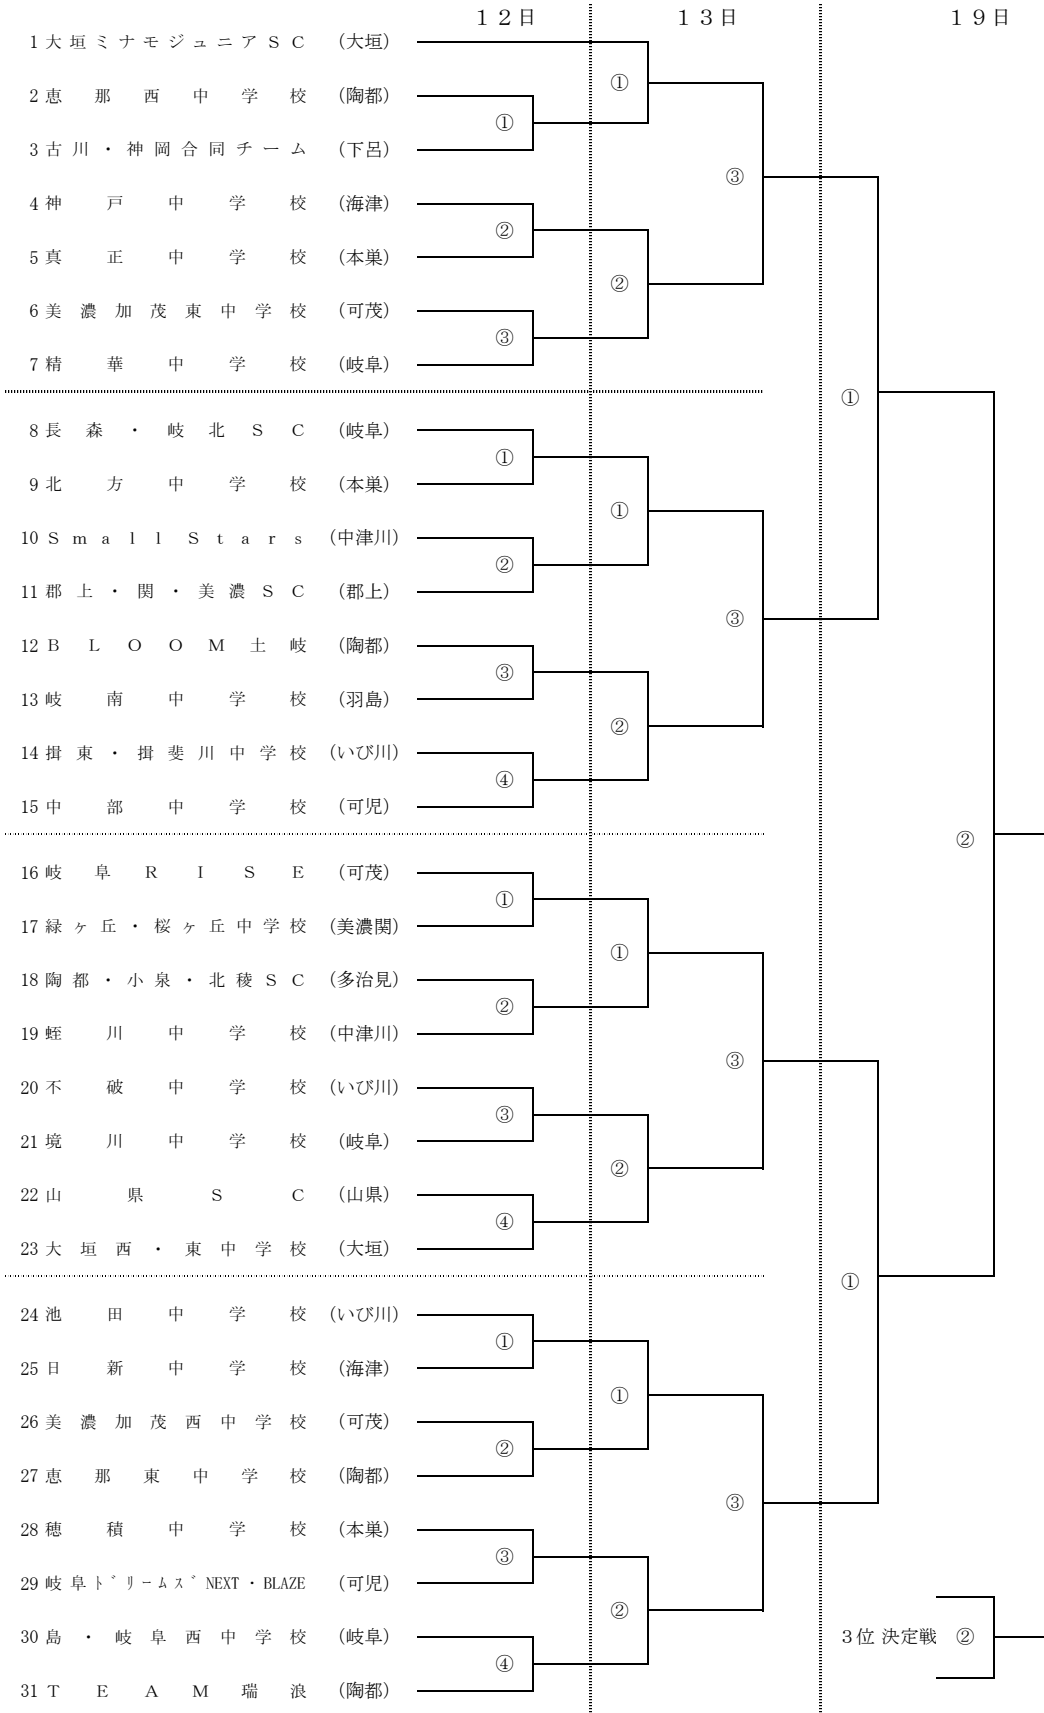 １２日 １３日 １９日
1 大垣ミナモジュニアＳＣ (大垣)
①
2 恵那西中学校 (陶都)
①
3 古川・神岡合同チーム (下呂)
③
4 神戸中学校 (海津)
②
5 真正中学校 (本巣)
②
6 美濃加茂東中学校 (可茂)
③
7 精華中学校 (岐阜)
①
8 長森・岐北ＳＣ (岐阜)
①
9 北方中学校 (本巣)
①
10 Ｓｍａｌｌ Ｓｔａｒｓ (中津川)
②
11 郡上・関・美濃ＳＣ (郡上)
③
12 ＢＬＯＯＭ土岐 (陶都)
③
13 岐南中学校 (羽島)
②
14 揖東・揖斐川中学校 (いび川)
④
15 中部中学校 (可児)
②
16 岐阜ＲＩＳＥ (可茂)
①
17 緑ヶ丘・桜ヶ丘中学校 (美濃関)
①
18 陶都・小泉・北稜ＳＣ (多治見)
②
19 蛭川中学校 (中津川)
③
20 不破中学校 (いび川)
③
21 境川中学校 (岐阜)
②
22 山県ＳＣ (山県)
④
23 大垣西・東中学校 (大垣)
①
24 池田中学校 (いび川)
①
25 日新中学校 (海津)
①
26 美濃加茂西中学校 (可茂)
②
27 恵那東中学校 (陶都)
③
28 穂積中学校 (本巣)
③
29 岐阜ﾄﾞﾘｰﾑｽﾞNEXT・BLAZE (可児)
②
30 島・岐阜西中学校 (岐阜)
３位 決定戦 ②
④
31 ＴＥＡＭ瑞浪 (陶都)